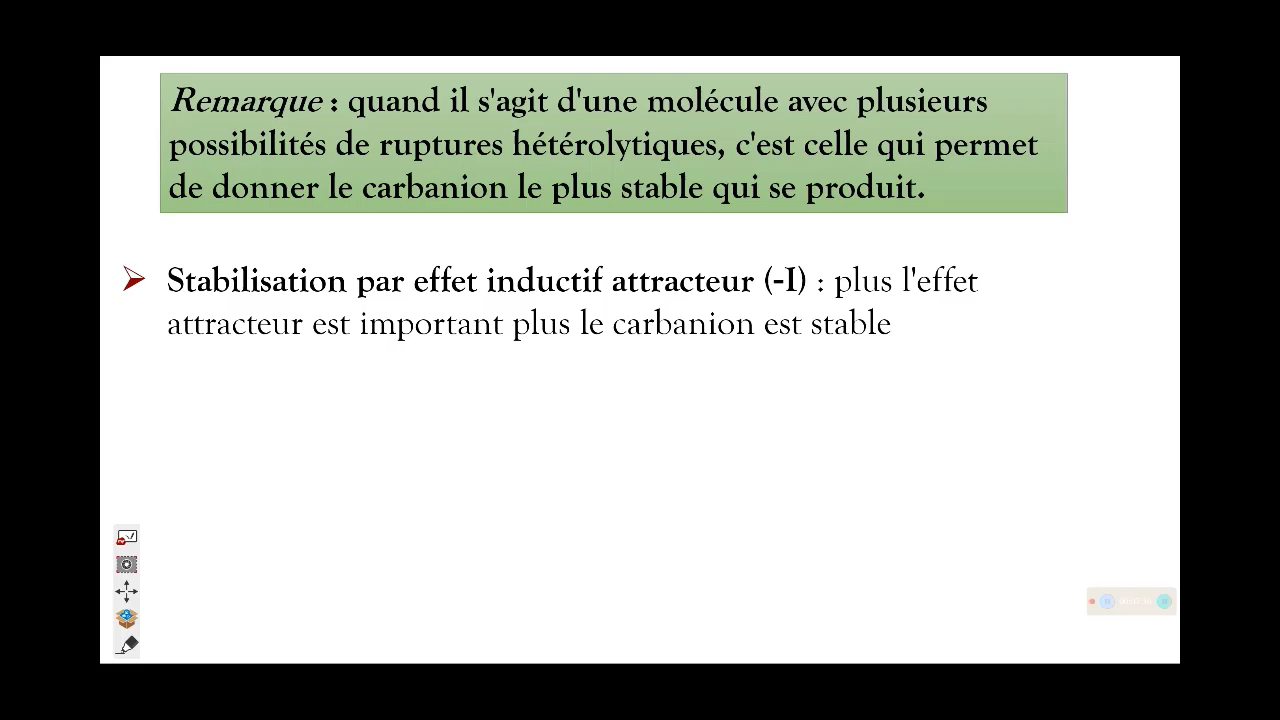 Remarque : quand il s'agit d'une molécule avec plusieurs
possibilités de ruptures hétérolytiques, c'est celle qui permet
de donner le carbanion le plus stable qui se produit.
Stabilisation par effet inductif attracteur (-I) : plus l'effet
attracteur est important plus le carbanion est stable